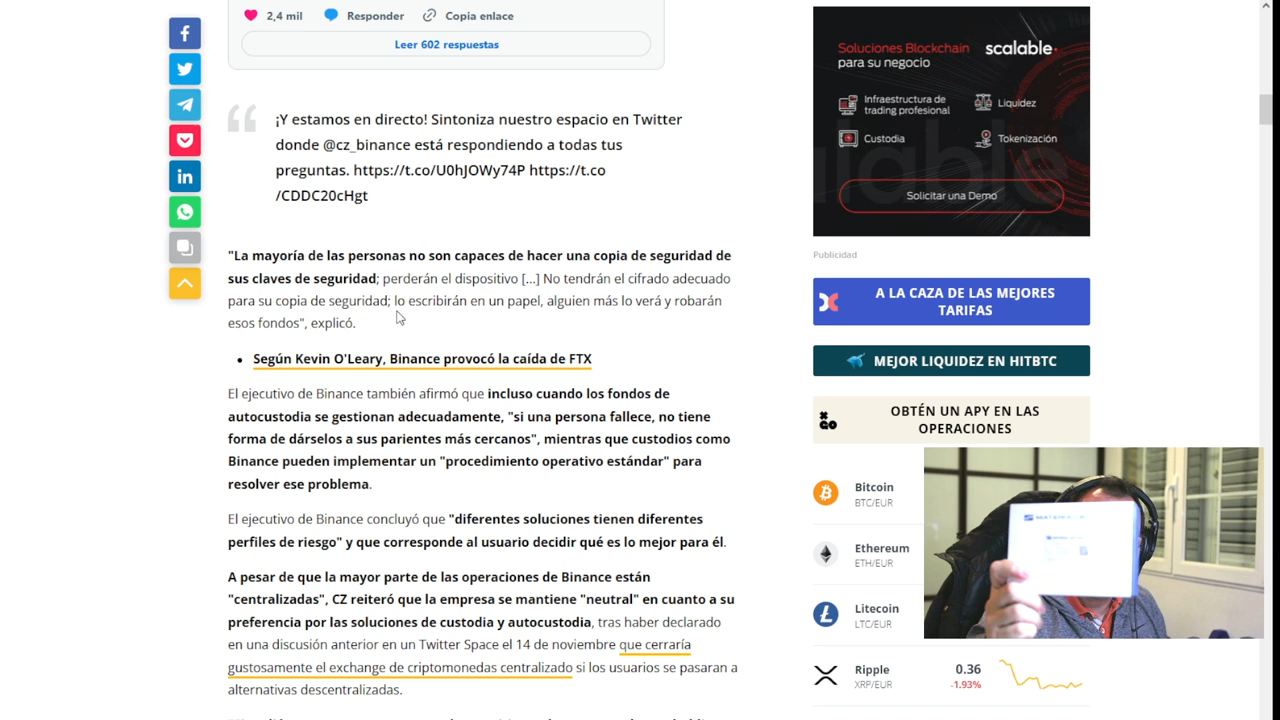 2,4 mil
Responder
Copia enlace
Leer 602 respuestas
¡Y estamos en directo! Sintoniza nuestro espacio en Twitter
donde @cz_binance está respondiendo a todas tus
preguntas. https://t.co/U0hJOWy74P https://t.co
/CDDC20cHgt
"La mayoría de las personas no son capaces de hacer una copia de seguridad de
sus claves de seguridad; perderán el dispositivo [...] No tendrán el cifrado adecuado
para su copia de seguridad; lo escribirán en un papel, alguien más lo verá y robarán
esos fondos", explicó.
Según Kevin O'Leary, Binance provocó la caída de FTX
El ejecutivo de Binance también afirmó que incluso cuando los fondos de
autocustodia se gestionan adecuadamente, "si una persona fallece, no tiene
forma de dárselos a sus parientes más cercanos", mientras que custodios como
Binance pueden implementar un "procedimiento operativo estándar" para
resolver ese problema.
El ejecutivo de Binance concluyó que "diferentes soluciones tienen diferentes
perfiles de riesgo" y que corresponde al usuario decidir qué es lo mejor para él.
A pesar de que la mayor parte de las operaciones de Binance están
"centralizadas", CZ reiteró que la empresa se mantiene "neutral" en cuanto a su
preferencia por las soluciones de custodia y autocustodia, tras haber declarado
en una discusión anterior en un Twitter Space el 14 de noviembre que cerraría
gustosamente el exchange de criptomonedas centralizado si los usuarios se pasaran a
alternativas descentralizadas.
Soluciones Blockchain
para su negocio
scalable
Infraestructura de
trading profesional
Liquidez
Custodia
Tokenización
Solicitar una Demo
Publicidad
A LA CAZA DE LAS MEJORES
TARIFAS
MEJOR LIQUIDEZ EN HITBTC
OBTÉN UN APY EN LAS
OPERACIONES
Bitcoin
BTC/EUR
Ethereum
ETH/EUR
Litecoin
LTC/EUR
Ripple
XRP/EUR
0.36
-1.93%